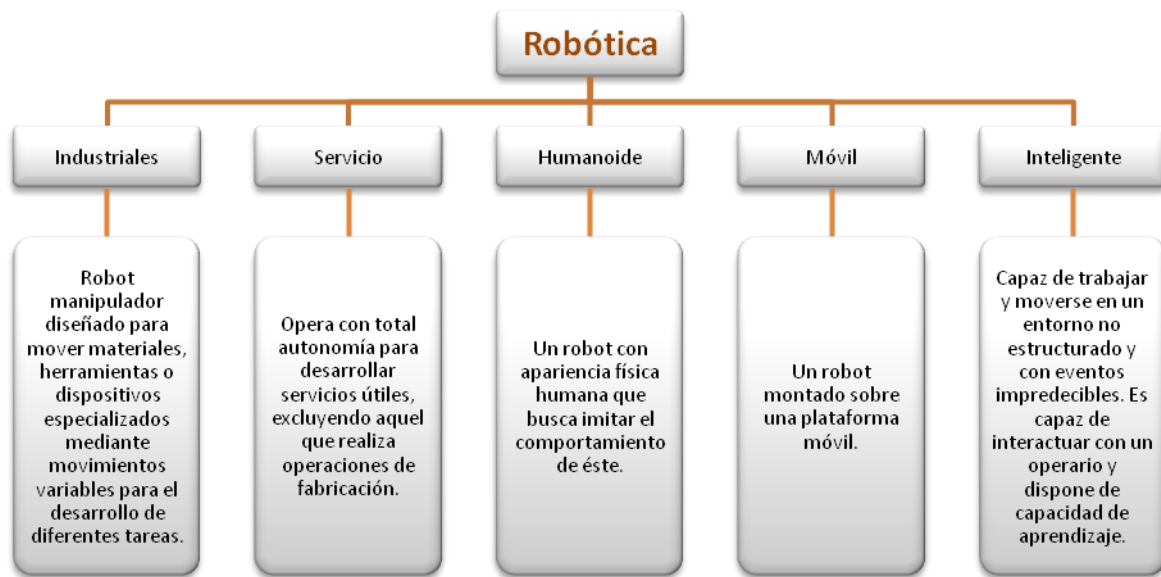 Robótica
Industriales
Servicio
Humanoide
Móvil
Inteligente
Robot
manipulador
diseñado para
mover materiales,
herramientas o
dispositivos
especializados
mediante
movimientos
variables para el
desarrollo de
diferentes tareas.
Opera con total
autonomía para
desarrollar
servicios útiles,
excluyendo aquel
que realiza
operaciones de
fabricación.
Un robot con
apariencia física
humana que
busca imitar el
comportamiento
de éste.
Un robot
montado sobre
una plataforma
móvil.
Capaz de trabajar
y moverse en un
entorno no
estructurado y
con eventos
impredecibles. Es
capaz de
interactuar con un
operario y
dispone de
capacidad de
aprendizaje.